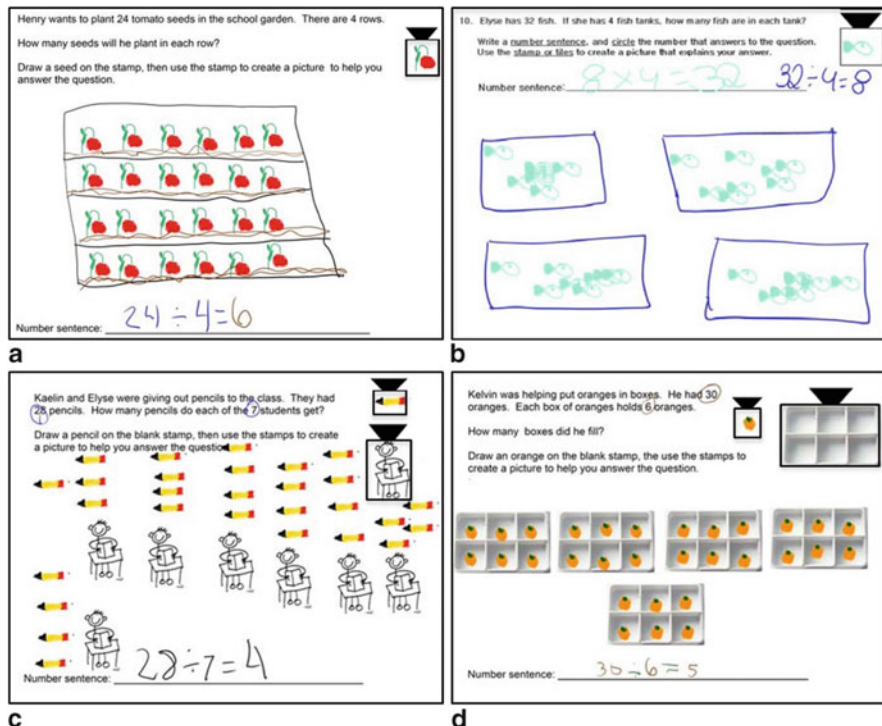 Henry wants to plant 24 tomato seeds in the school garden. There are 4 rows.
How many seeds will he plant in each row?
Draw a seed on the stamp, then use the stamp to create a picture to help you
answer the question.
24 ÷ 4 = 6
Number sentence:
a
10. Elyse has 32 fish. If she has 4 fish tanks, how many fish are in each tank?
Write a number sentence, and circle the number that answers to the question.
Use the stamp or tiles to create a picture that explains your answer.
Number sentence: 8 × 4 = 32 32 ÷ 4 = 8
b
Kaelin and Elyse were giving out pencils to the class. They had
28 pencils. How many pencils do each of the 7 students get?
Draw a pencil on the blank stamp, then use the stamps to create
a picture to help you answer the question
Number sentence: 28 ÷ 7 = 4
c
Kelvin was helping put oranges in boxes. He had 30
oranges. Each box of oranges holds 6 oranges.
How many boxes did he fill?
Draw an orange on the blank stamp, the use the stamps to
create a picture to help you answer the question.
Number sentence: 30 ÷ 6 = 5
d